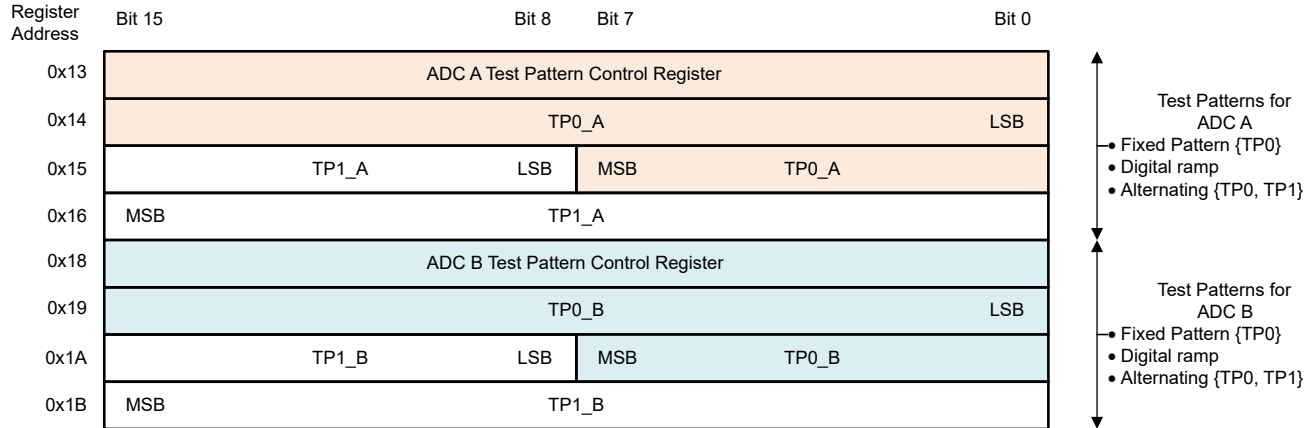 Register
Address
Bit 15 Bit 8 Bit 7 Bit 0
0x13 ADC A Test Pattern Control Register
0x14 TP0_A LSB
0x15 TP1_A LSB MSB TP0_A
0x16 MSB TP1_A
0x18 ADC B Test Pattern Control Register
0x19 TP0_B LSB
0x1A TP1_B LSB MSB TP0_B
0x1B MSB TP1_B
Test Patterns for
ADC A
• Fixed Pattern {TP0}
• Digital ramp
• Alternating {TP0, TP1}
Test Patterns for
ADC B
• Fixed Pattern {TP0}
• Digital ramp
• Alternating {TP0, TP1}